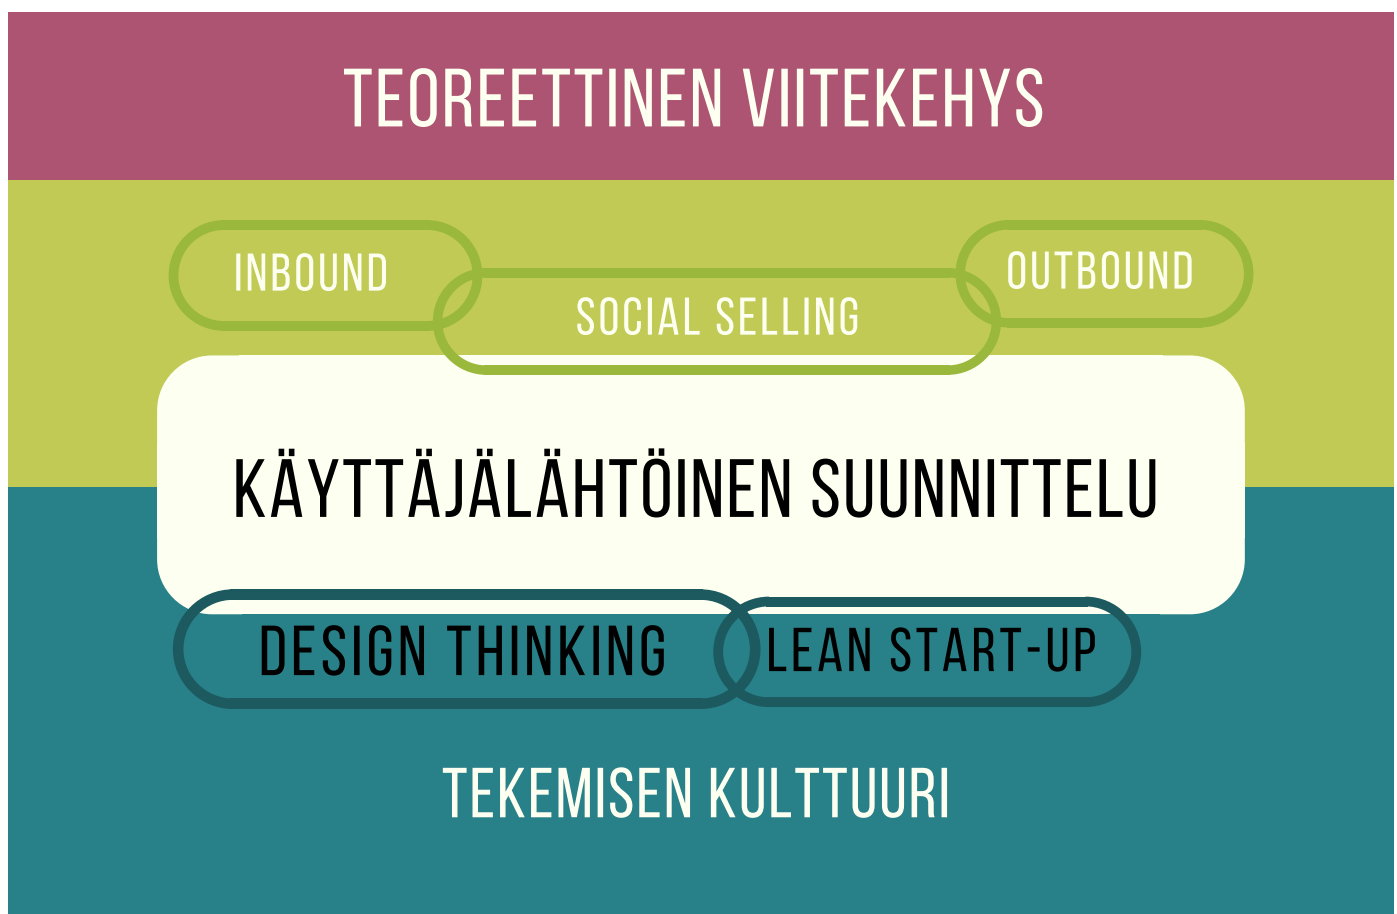 TEOREETTINEN VIITEKEHYS
INBOUND
OUTBOUND
SOCIAL SELLING
KÄYTTÄJÄLÄHTÖINEN SUUNNITTELU
DESIGN THINKING
LEAN START-UP
TEKEMISEN KULTTUURI